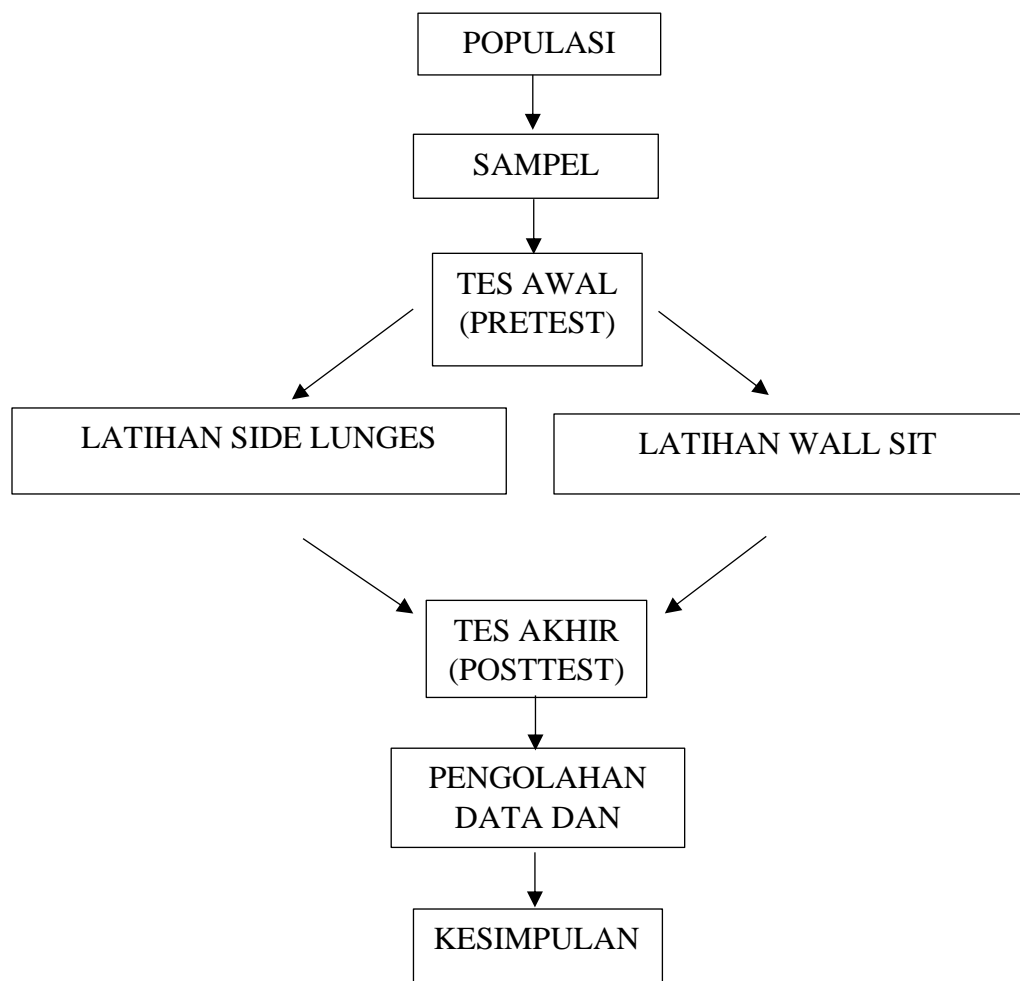 POPULASI
SAMPEL
TES AWAL
(PRETEST)
LATIHAN SIDE LUNGES
LATIHAN WALL SIT
TES AKHIR
(POSTTEST)
PENGOLAHAN
DATA DAN
KESIMPULAN